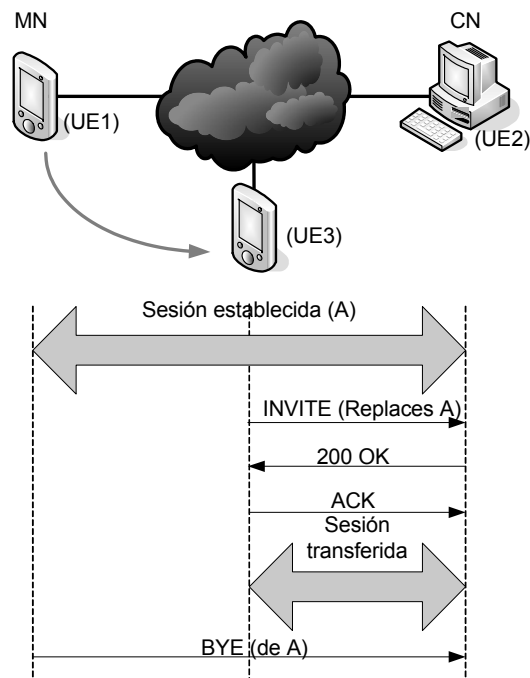 MN
CN
(UE1)
(UE2)
(UE3)
Sesión establecida (A)
INVITE (Replaces A)
200 OK
ACK
Sesión
transferida
BYE (de A)